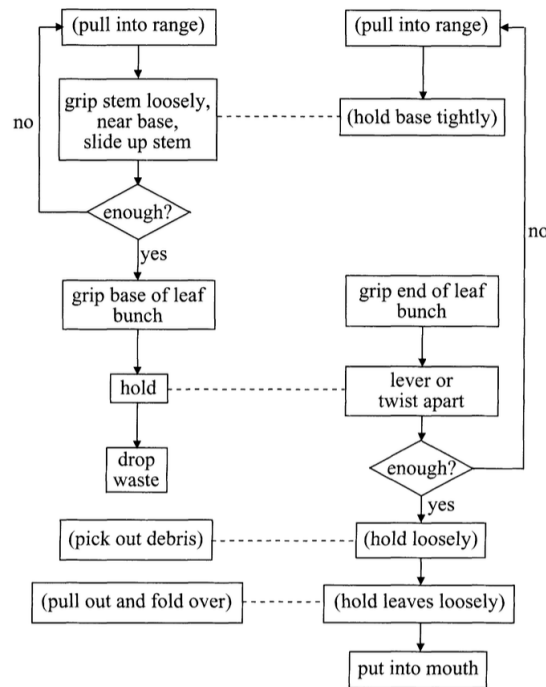 (pull into range)
(pull into range)
grip stem loosely,
near base,
slide up stem
(hold base tightly)
no
enough?
no
yes
grip base of leaf
bunch
grip end of leaf
bunch
hold
lever or
twist apart
drop
waste
enough?
yes
(pick out debris)
(hold loosely)
(pull out and fold over)
(hold leaves loosely)
put into mouth